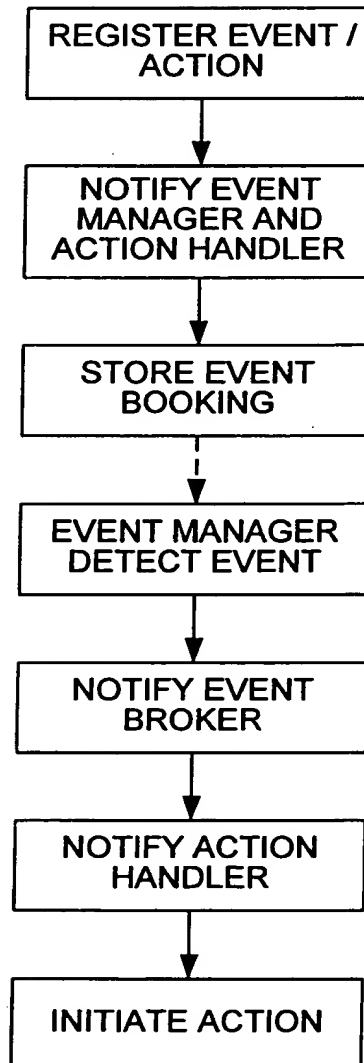 REGISTER EVENT /
ACTION
NOTIFY EVENT
MANAGER AND
ACTION HANDLER
STORE EVENT
BOOKING
EVENT MANAGER
DETECT EVENT
NOTIFY EVENT
BROKER
NOTIFY ACTION
HANDLER
INITIATE ACTION